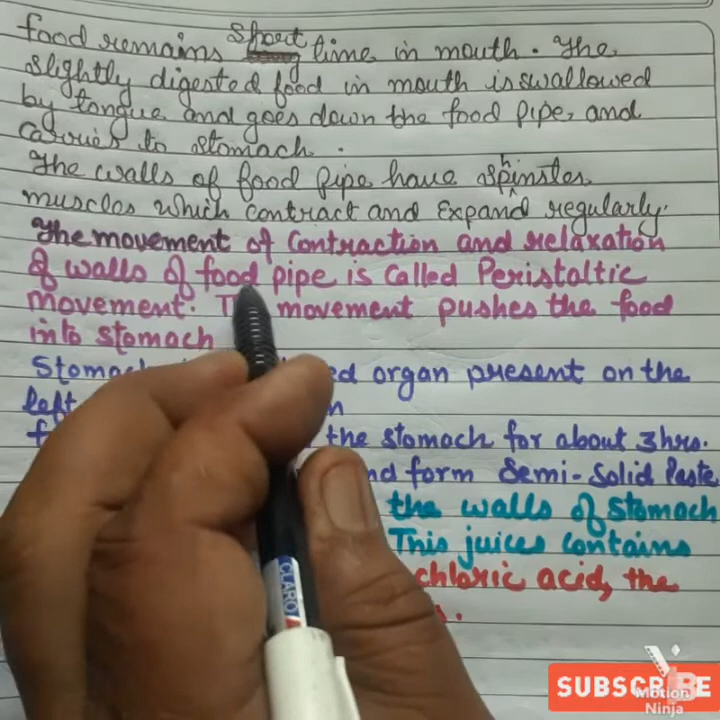 food remains short time in mouth. The
slightly digested food in mouth is swallowed
by tongue and goes down the food pipe, and
carries to stomach.
The walls of food pipe have sphinster
muscles which contract and Expand regularly.
The movement of Contraction and relaxation
of walls of food pipe is called Peristaltic
movement. movement pushes the food
into stomach
Stomach organ present on the
left
the stomach for about 3hrs.
and form Semi-Solid Paste
the walls of stomach
This juices contains
chloric acid, the
SUBSCRIBE
Motion
Ninja
CLARO